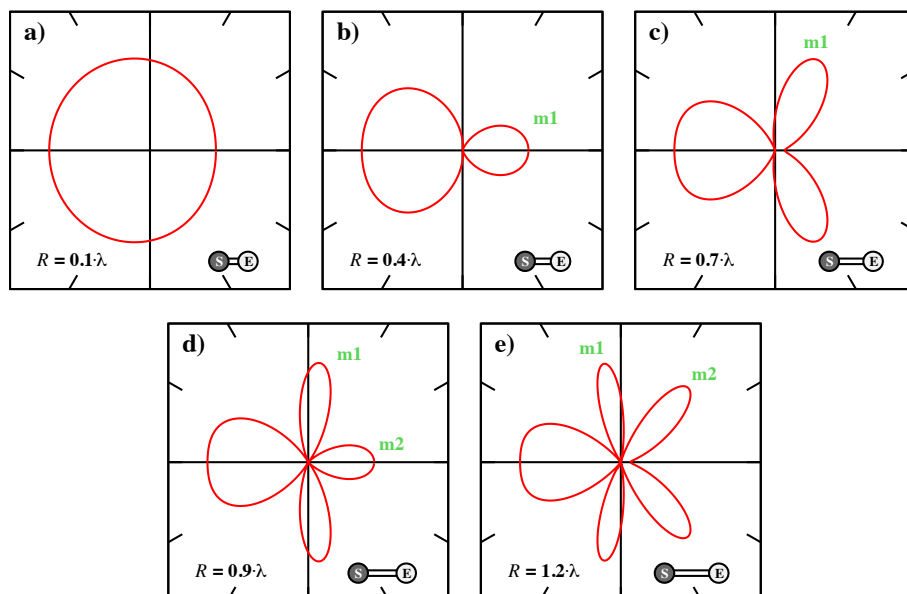 a)
R = 0.1·λ
S E
b)
m1
R = 0.4·λ
S E
c)
m1
R = 0.7·λ
S E
d)
m1
m2
R = 0.9·λ
S E
e)
m1
m2
R = 1.2·λ
S E